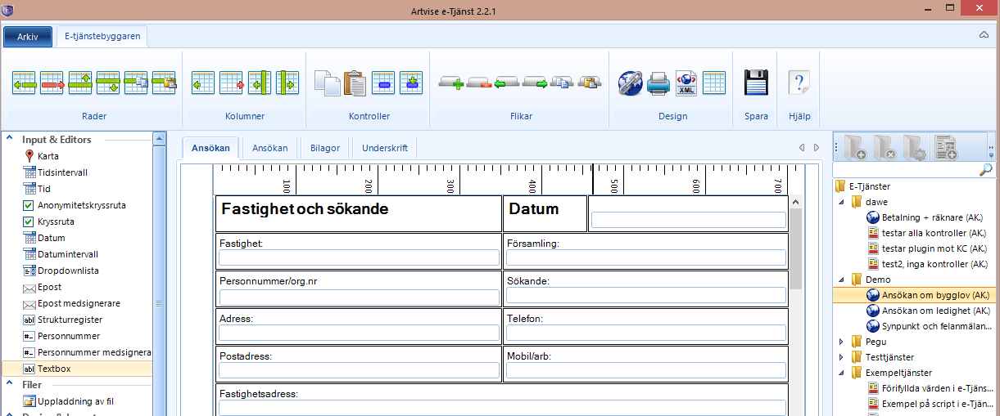 Artvise e-Tjänst 2.2.1
Arkiv
E-tjänstebyggaren
XML
Rader
Kolumner
Kontroller
Flikar
Design
Spara
Hjälp
Input & Editors
Karta
Tidsintervall
Tid
Anonymitetskryssruta
Kryssruta
Datum
Datumintervall
Dropdownlista
Epost
Epost medsignerare
Strukturregister
Personnummer
Personnummer medsignera
Textbox
Filer
Uppladdning av fil
Ansökan
Ansökan
Bilagor
Underskrift
100 200 300 400 500 600 700
Fastighet och sökande
Datum
Fastighet:
Församling:
Personnummer/org.nr
Sökande:
Adress:
Telefon:
Postadress:
Mobil/arb:
Fastighetsadress:
E-Tjänster
dawe
Betalning + räknare (AK.)
testar alla kontroller (AK.)
testar plugin mot KC (AK.)
test2, inga kontroller (AK.)
Demo
Ansökan om bygglov (AK.)
Ansökan om ledighet (AK.)
Synpunkt och felanmälan...
Pegu
Testtjänster
Exempeltjänster
Förifyllda värden i e-Tjäns...
Exempel på script i e-Tjän...